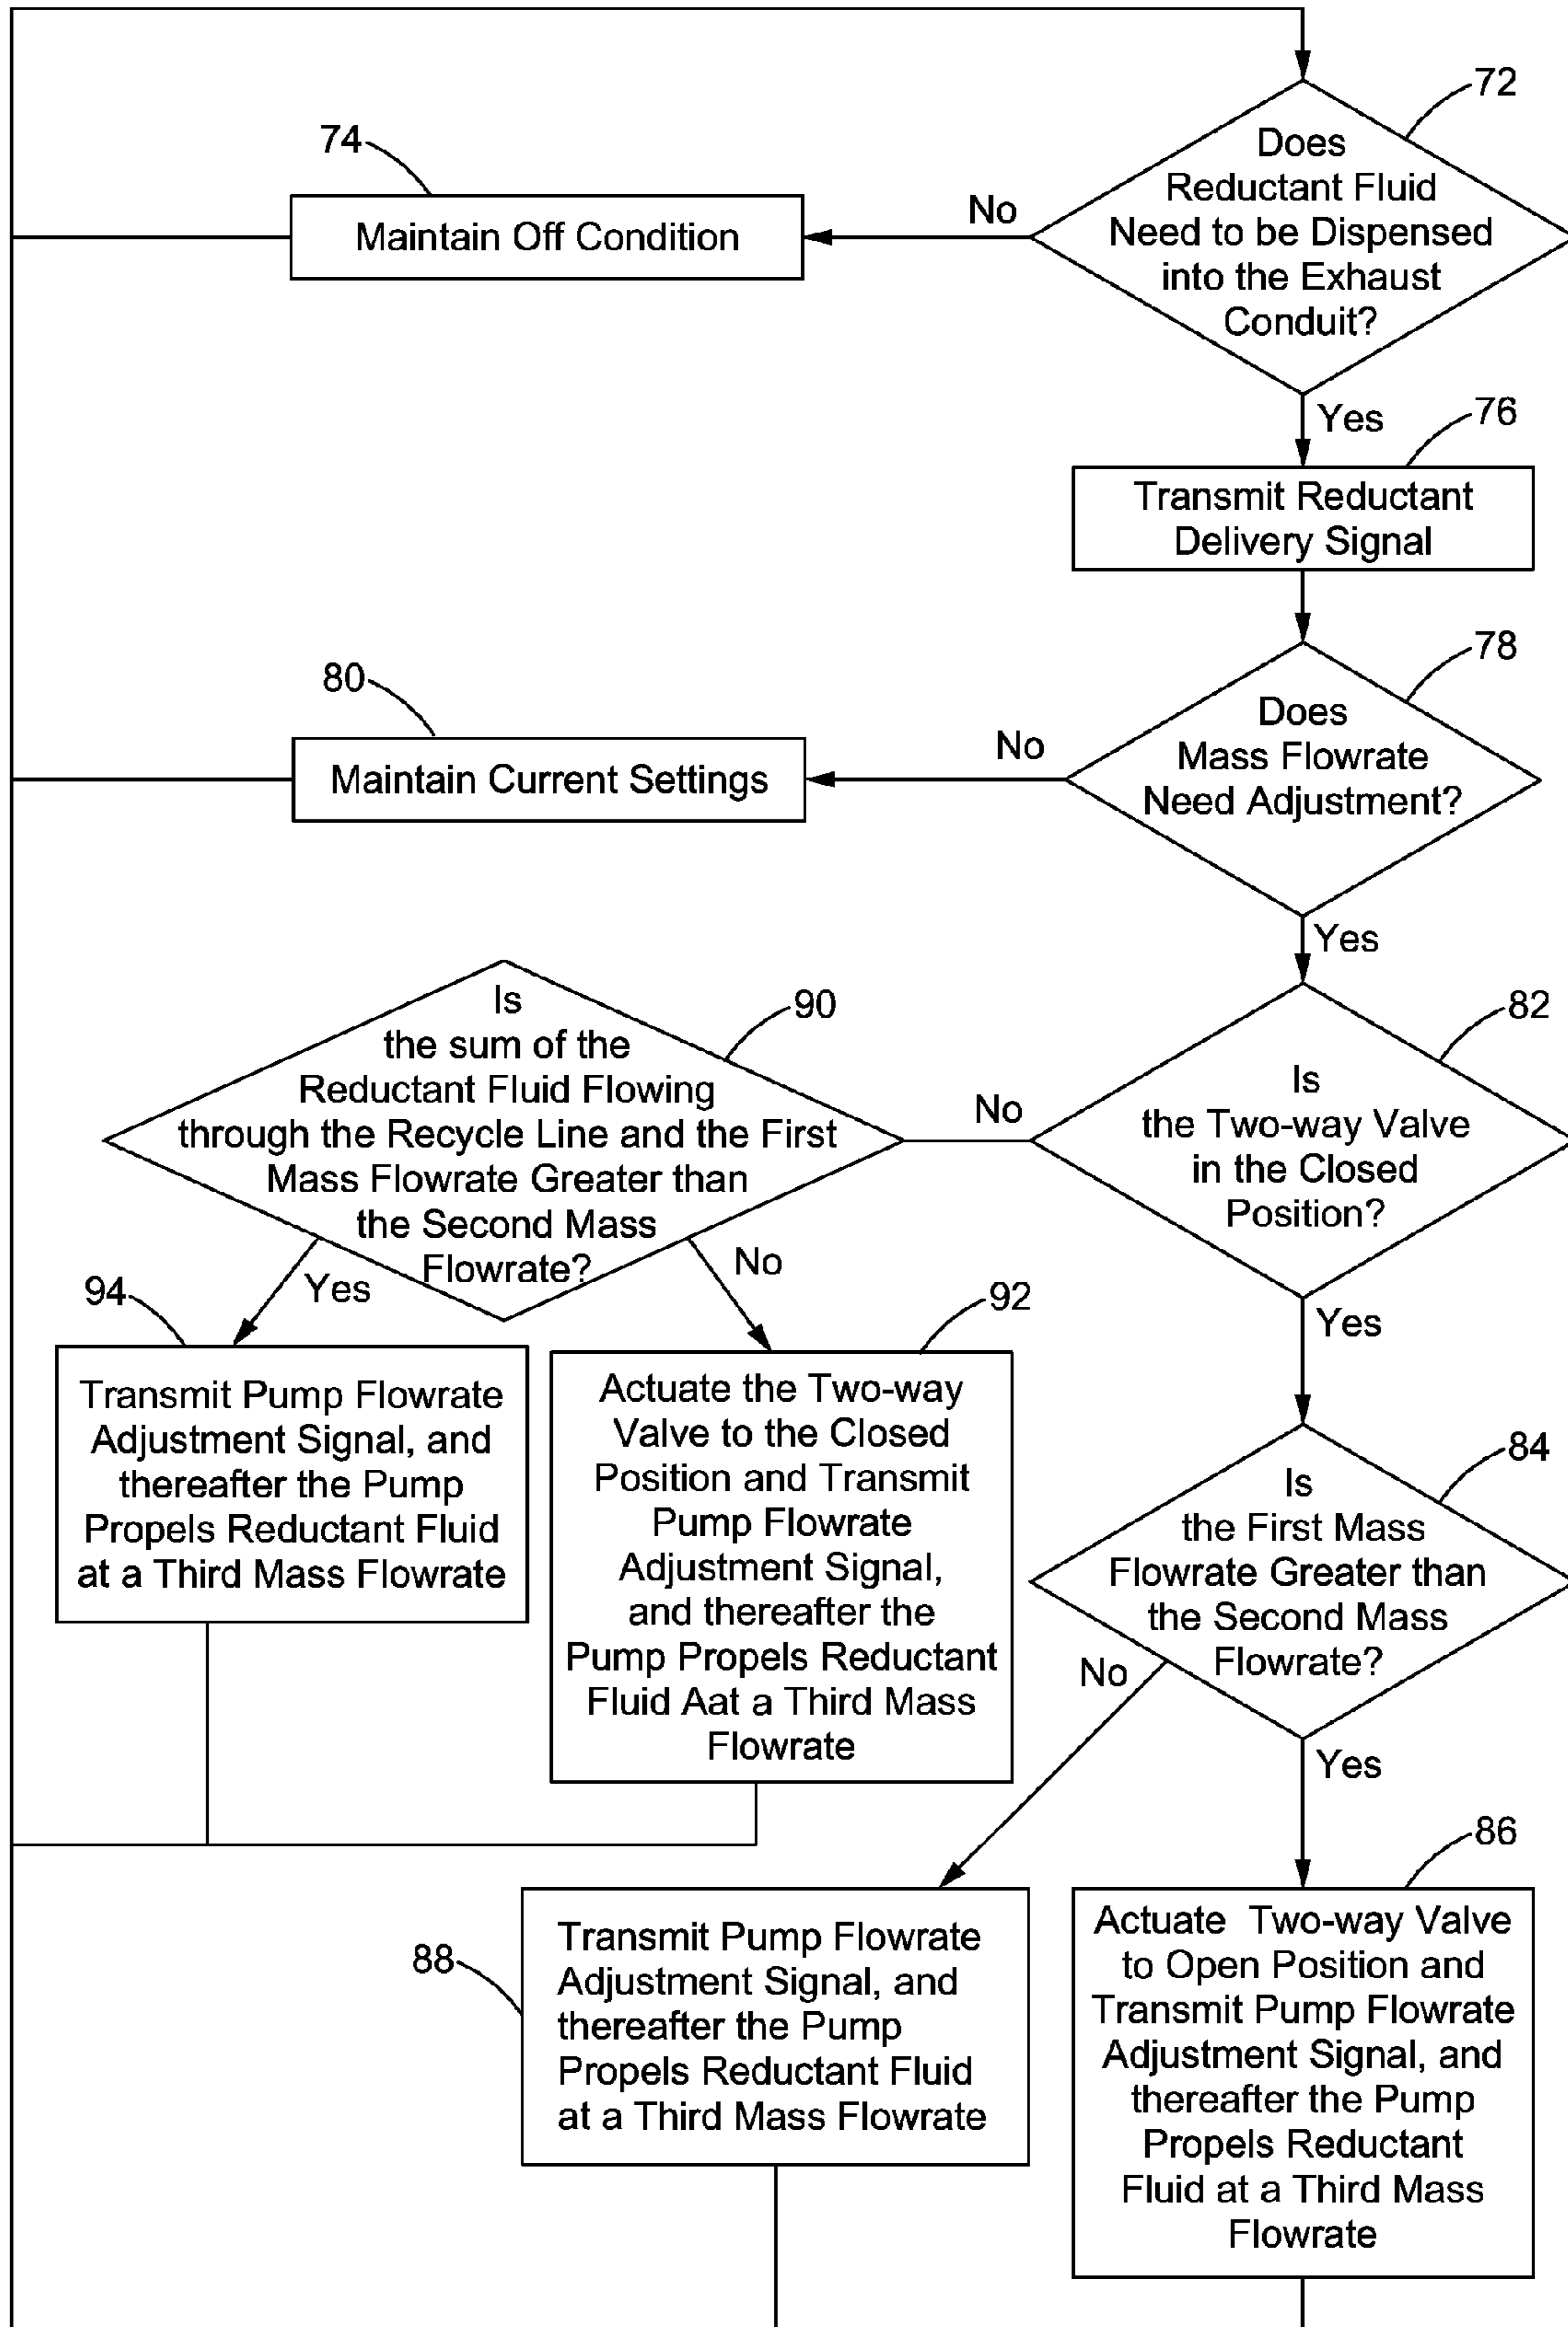 72
Does
Reductant Fluid
Need to be Dispensed
into the Exhaust
Conduit?
74
Maintain Off Condition
No
Yes
76
Transmit Reductant
Delivery Signal
78
Does
Mass Flowrate
Need Adjustment?
80
Maintain Current Settings
No
Yes
82
Is
the Two-way Valve
in the Closed
Position?
No
90
Is
the sum of the
Reductant Fluid Flowing
through the Recycle Line and the First
Mass Flowrate Greater than
the Second Mass
Flowrate?
Yes
No
94
Transmit Pump Flowrate
Adjustment Signal, and
thereafter the Pump
Propels Reductant Fluid
at a Third Mass Flowrate
92
Actuate the Two-way
Valve to the Closed
Position and Transmit
Pump Flowrate
Adjustment Signal,
and thereafter the
Pump Propels Reductant
Fluid Aat a Third Mass
Flowrate
Yes
84
Is
the First Mass
Flowrate Greater than
the Second Mass
Flowrate?
No
Yes
88
Transmit Pump Flowrate
Adjustment Signal, and
thereafter the Pump
Propels Reductant Fluid
at a Third Mass Flowrate
86
Actuate Two-way Valve
to Open Position and
Transmit Pump Flowrate
Adjustment Signal, and
thereafter the Pump
Propels Reductant
Fluid at a Third Mass
Flowrate